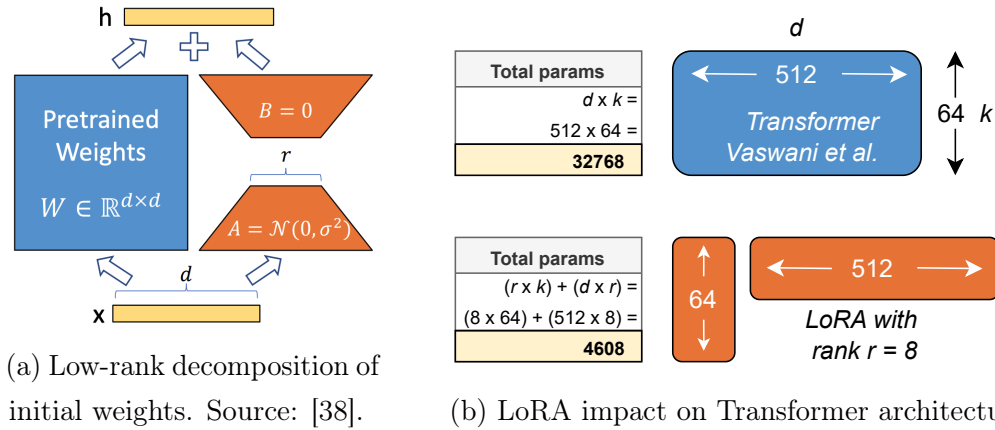 h
Pretrained
Weights
W ∈ ℝ^{d×d}
B = 0
r
A = 𝒩(0, σ²)
d
x
(a) Low-rank decomposition of
initial weights. Source: [38].
Total params
d x k =
512 x 64 =
32768
d
512
Transformer
Vaswani et al.
64 k
Total params
(r x k) + (d x r) =
(8 x 64) + (512 x 8) =
4608
64
512
LoRA with
rank r = 8
(b) LoRA impact on Transformer architectu